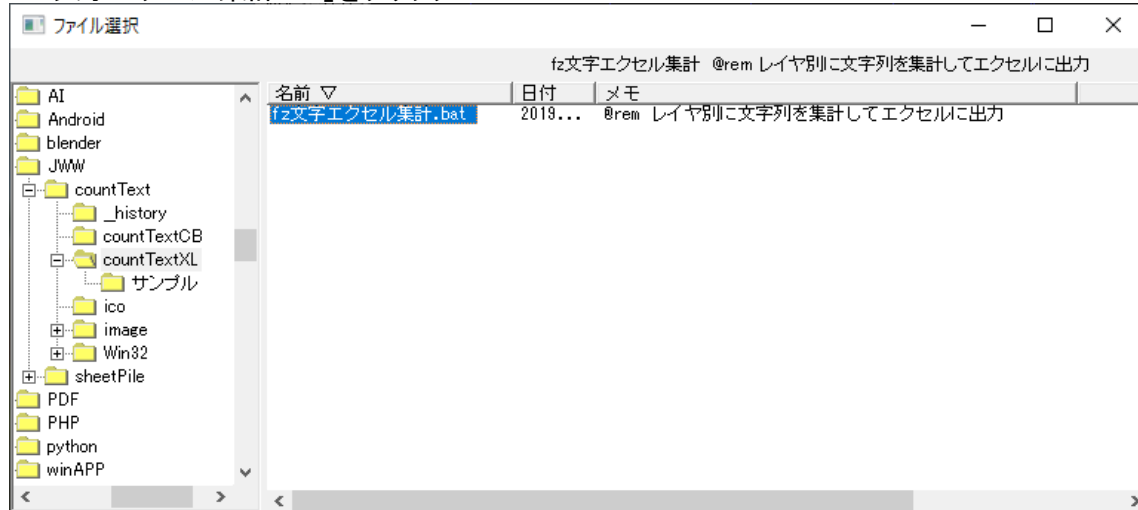 ファイル選択
fz文字エクセル集計 @rem レイヤ別に文字列を集計してエクセルに出力
名前 ▽ 日付 メモ
fz文字エクセル集計.bat 2019... @rem レイヤ別に文字列を集計してエクセルに出力
AI
Android
blender
JWW
countText
_history
countTextCB
countTextXL
サンプル
ico
image
Win32
sheetPile
PDF
PHP
python
winAPP